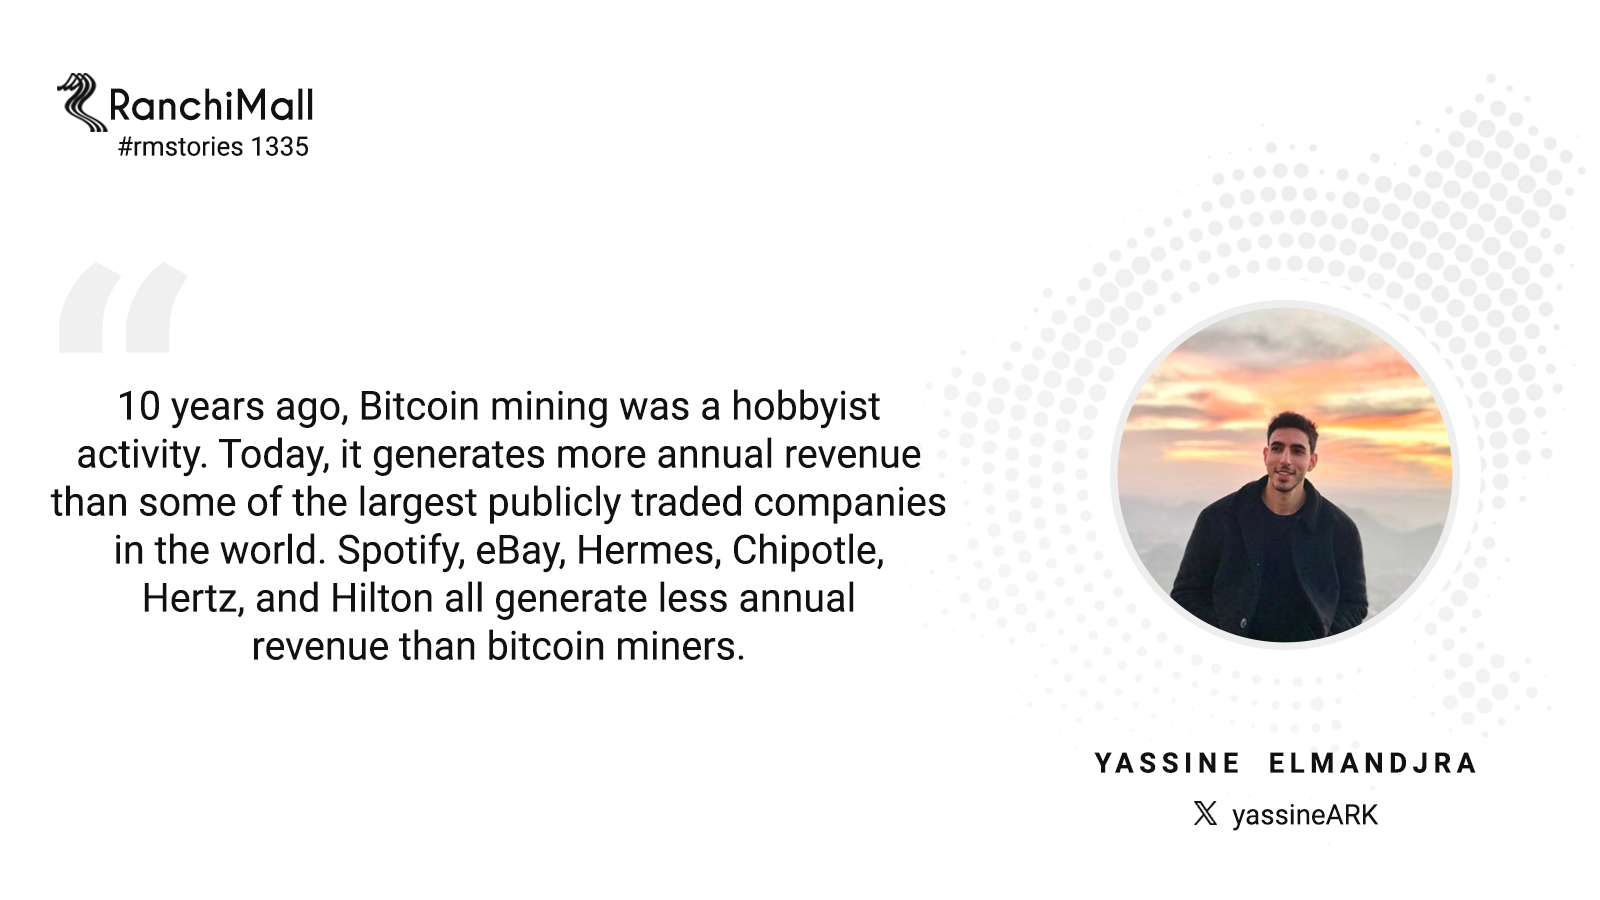 RanchiMall
#rmstories 1335
“
10 years ago, Bitcoin mining was a hobbyist
activity. Today, it generates more annual revenue
than some of the largest publicly traded companies
in the world. Spotify, eBay, Hermes, Chipotle,
Hertz, and Hilton all generate less annual
revenue than bitcoin miners.
YASSINE ELMANDJRA
𝕏 yassineARK